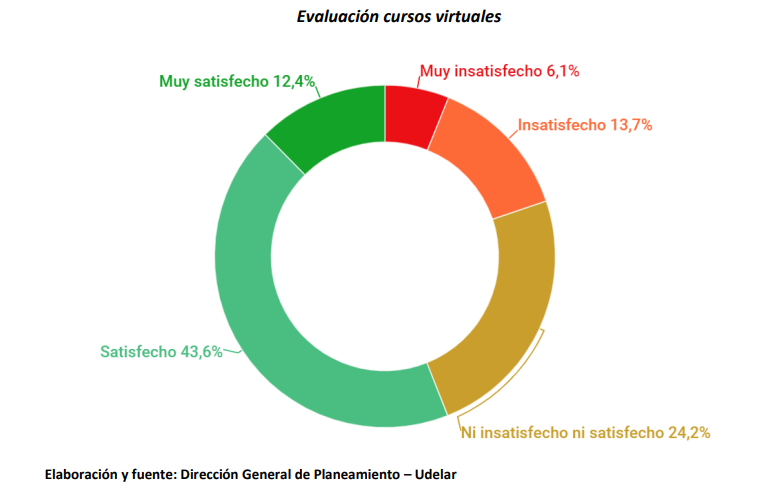 Evaluación cursos virtuales
Muy insatisfecho 6,1%
Muy satisfecho 12,4%
Insatisfecho 13,7%
Satisfecho 43,6%
Ni insatisfecho ni satisfecho 24,2%
Elaboración y fuente: Dirección General de Planeamiento – Udelar